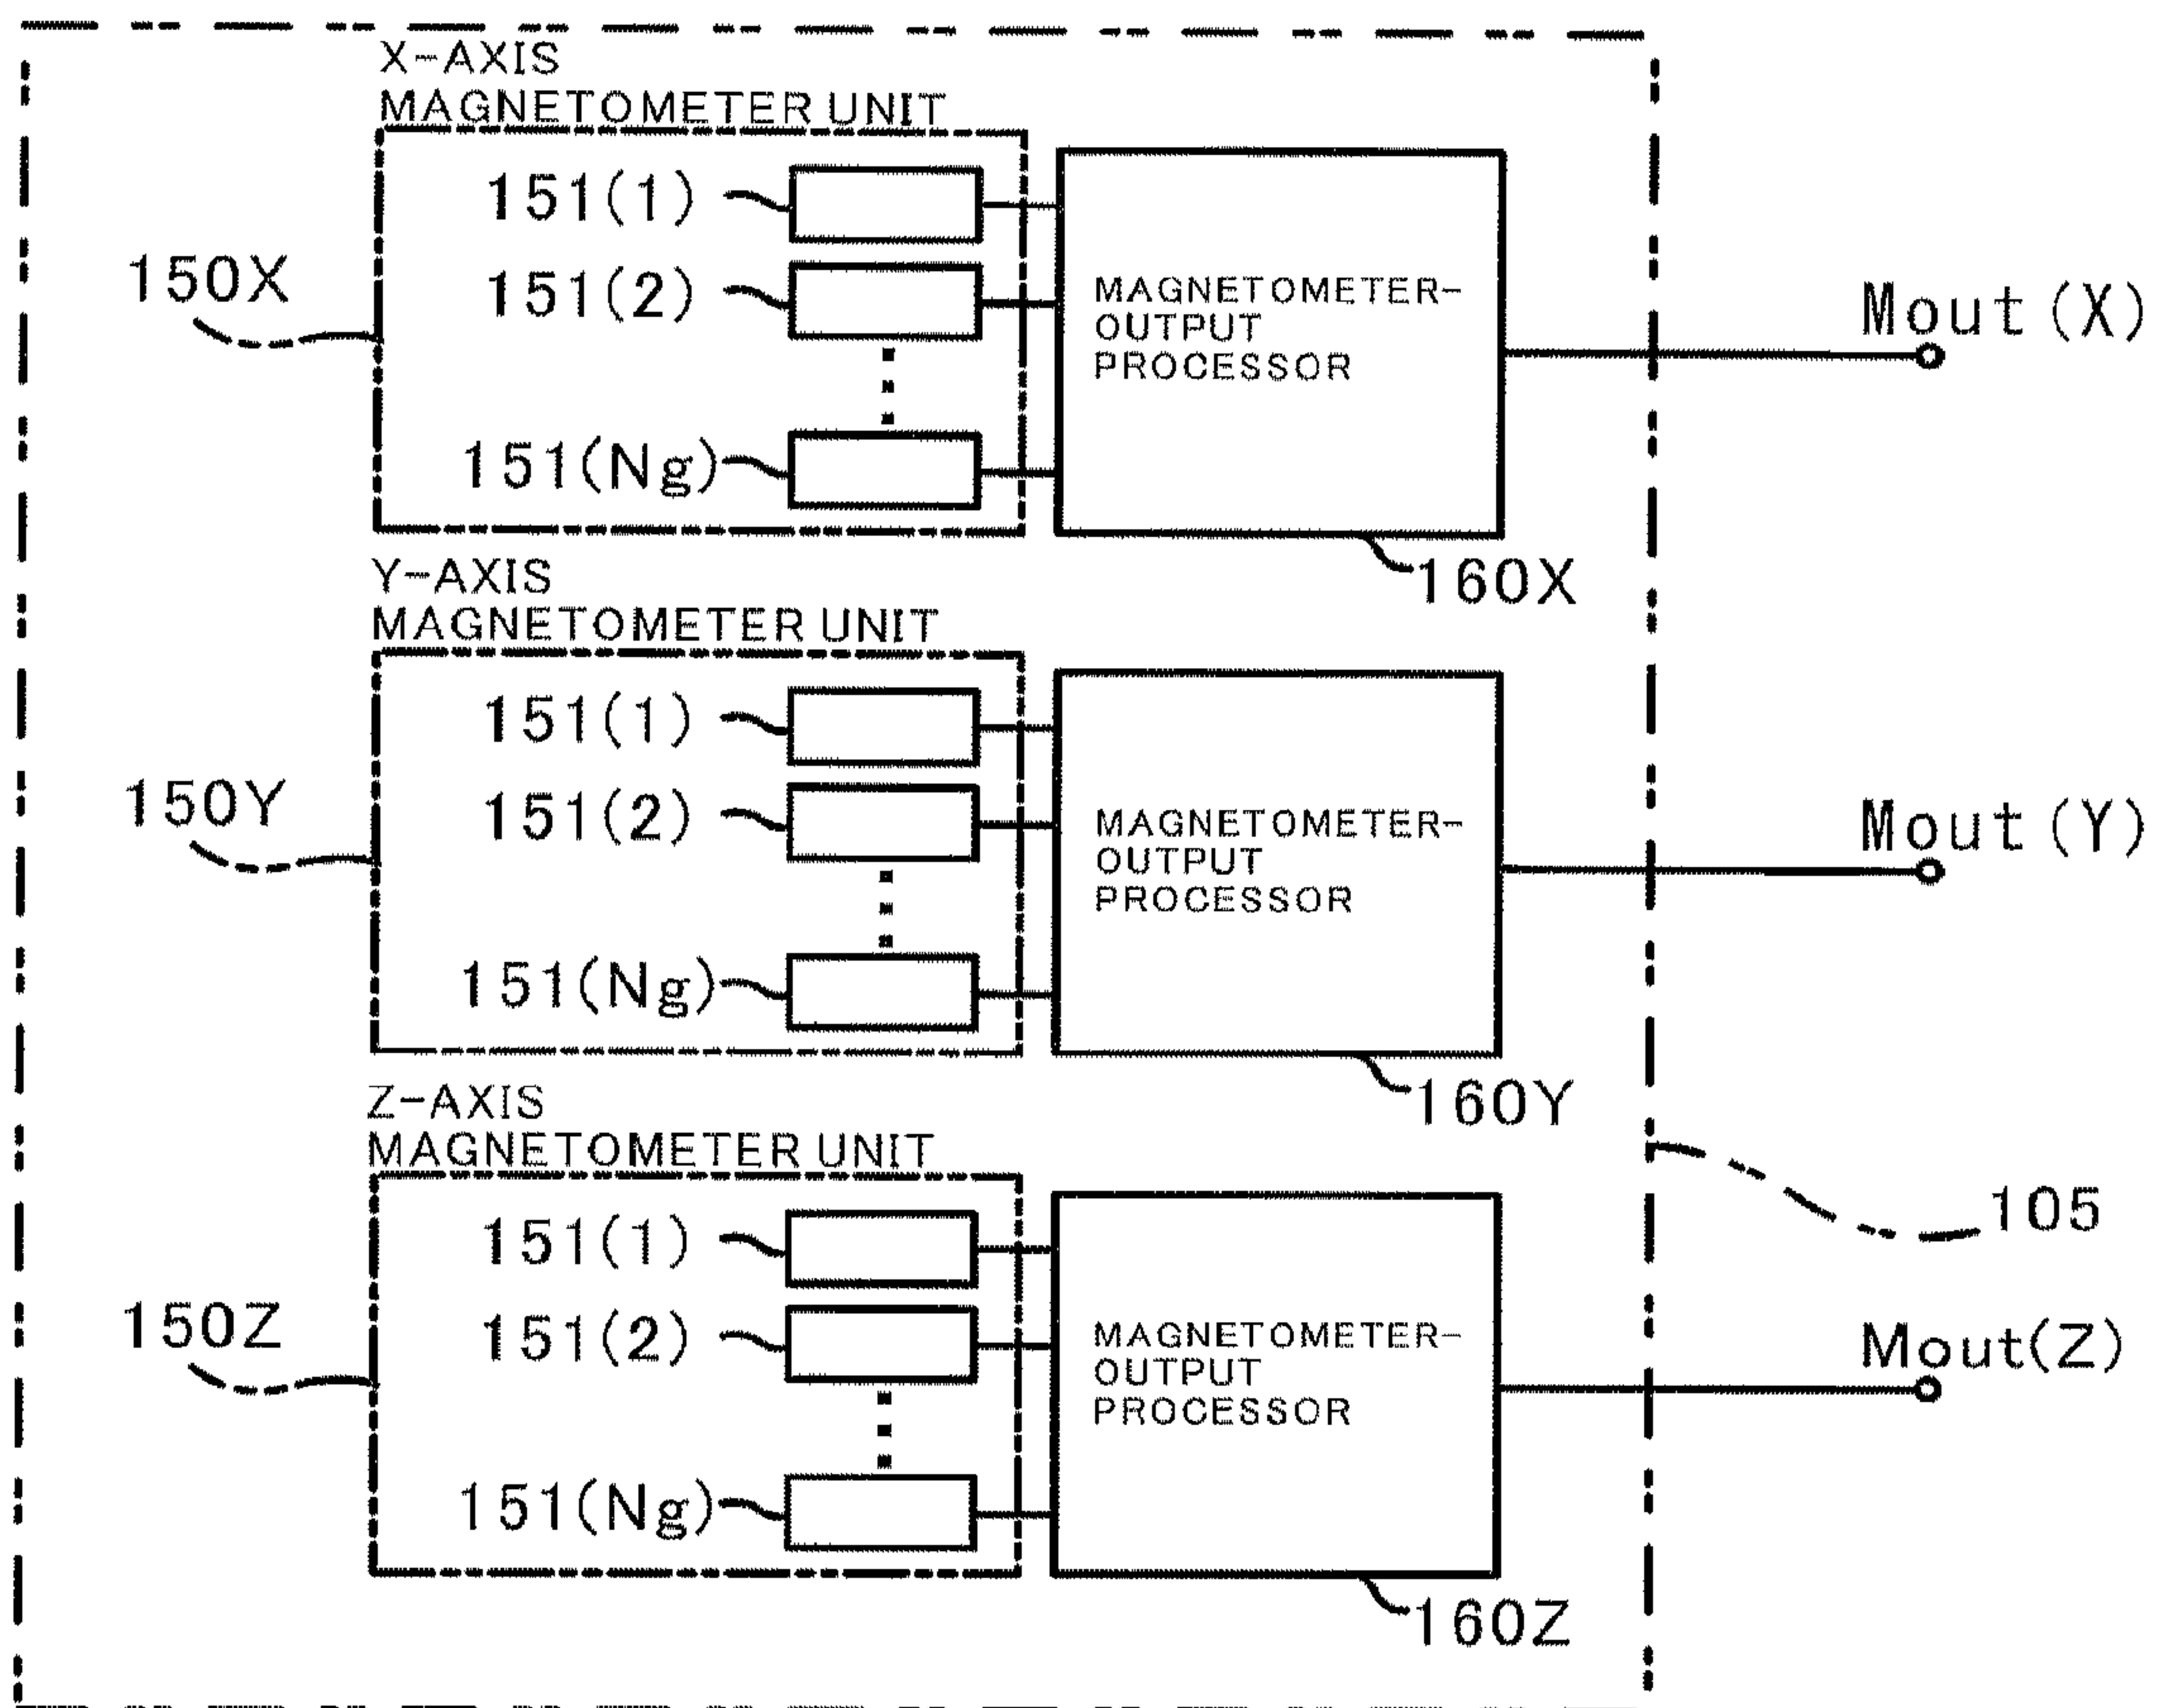 X-AXIS
MAGNETOMETER UNIT
151(1)
151(2)
151(Ng)
150X
MAGNETOMETER-
OUTPUT
PROCESSOR
160X
Mout(X)
Y-AXIS
MAGNETOMETER UNIT
151(1)
151(2)
151(Ng)
150Y
MAGNETOMETER-
OUTPUT
PROCESSOR
160Y
Mout(Y)
Z-AXIS
MAGNETOMETER UNIT
151(1)
151(2)
151(Ng)
150Z
MAGNETOMETER-
OUTPUT
PROCESSOR
160Z
105
Mout(Z)